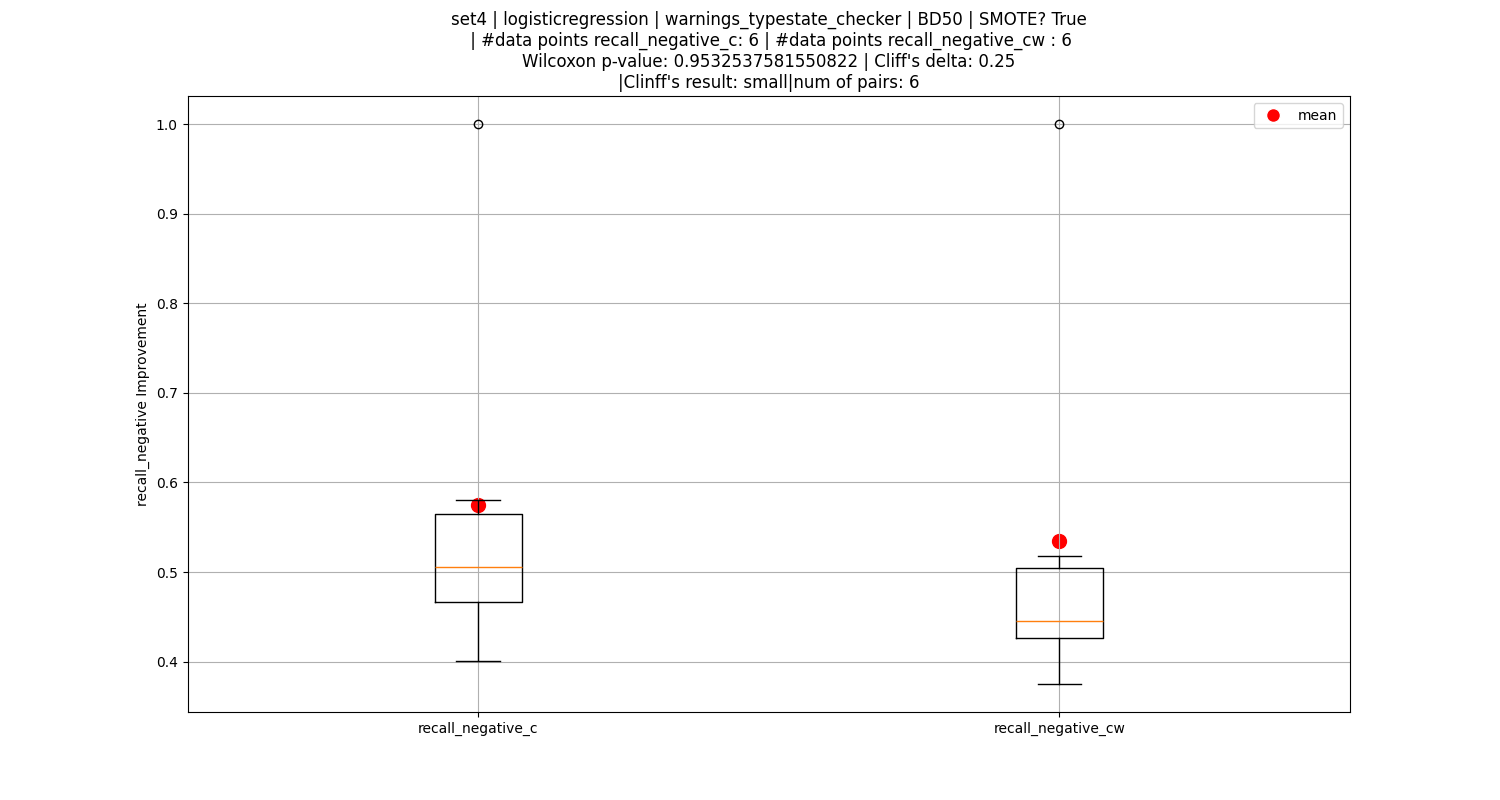 set4 | logisticregression | warnings_typestate_checker | BD50 | SMOTE? True
| #data points recall_negative_c: 6 | #data points recall_negative_cw : 6
Wilcoxon p-value: 0.9532537581550822 | Cliff's delta: 0.25
|Clinff's result: small|num of pairs: 6
mean
1.0
0.9
0.8
0.7
0.6
0.5
0.4
recall_negative Improvement
recall_negative_c
recall_negative_cw